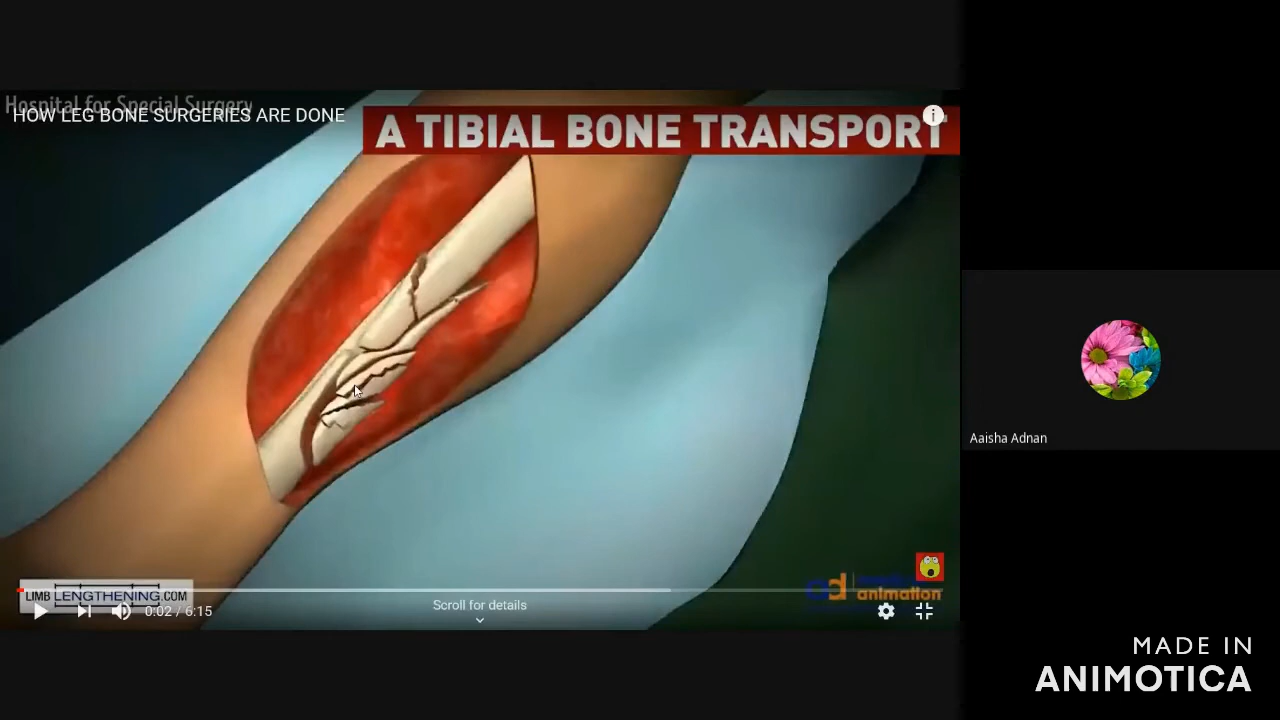 Hospital for Special Surgery
HOW LEG BONE SURGERIES ARE DONE
A TIBIAL BONE TRANSPORT
Aaisha Adnan
LIMB LENGTHENING.COM
ad
animation
0:02 / 6:15
Scroll for details
MADE IN
ANIMOTICA